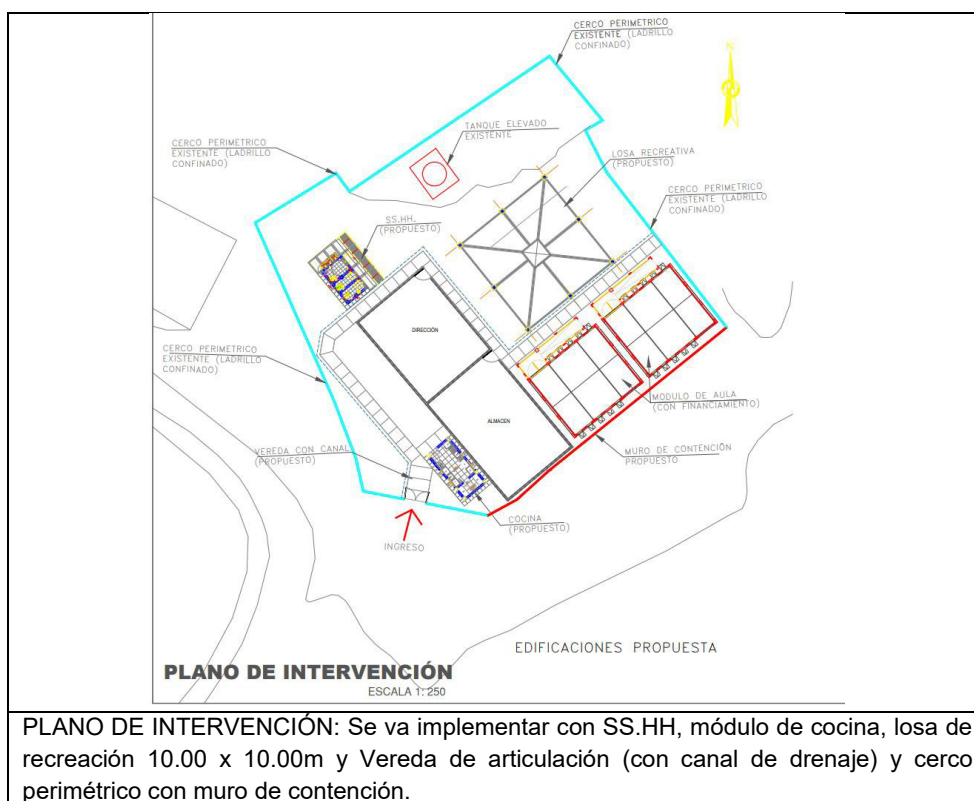 CERCO PERIMETRICO
EXISTENTE (LADRILLO
CONFINADO)
TANQUE ELEVADO
EXISTENTE
CERCO PERIMETRICO
EXISTENTE (LADRILLO
CONFINADO)
LOSA RECREATIVA
(PROPUESTO)
CERCO PERIMETRICO
EXISTENTE (LADRILLO
CONFINADO)
SS.HH.
(PROPUESTO)
DIRECCIÓN
CERCO PERIMETRICO
EXISTENTE (LADRILLO
CONFINADO)
MODULO DE AULA
(CON FINANCIAMIENTO)
ALMACEN
VEREDA CON CANAL
(PROPUESTO)
MURO DE CONTENCIÓN
PROPUESTO
COCINA
(PROPUESTO)
INGRESO
EDIFICACIONES PROPUESTA
PLANO DE INTERVENCIÓN
ESCALA 1: 250
PLANO DE INTERVENCIÓN: Se va implementar con SS.HH, módulo de cocina, losa de
recreación 10.00 x 10.00m y Vereda de articulación (con canal de drenaje) y cerco
perimétrico con muro de contención.